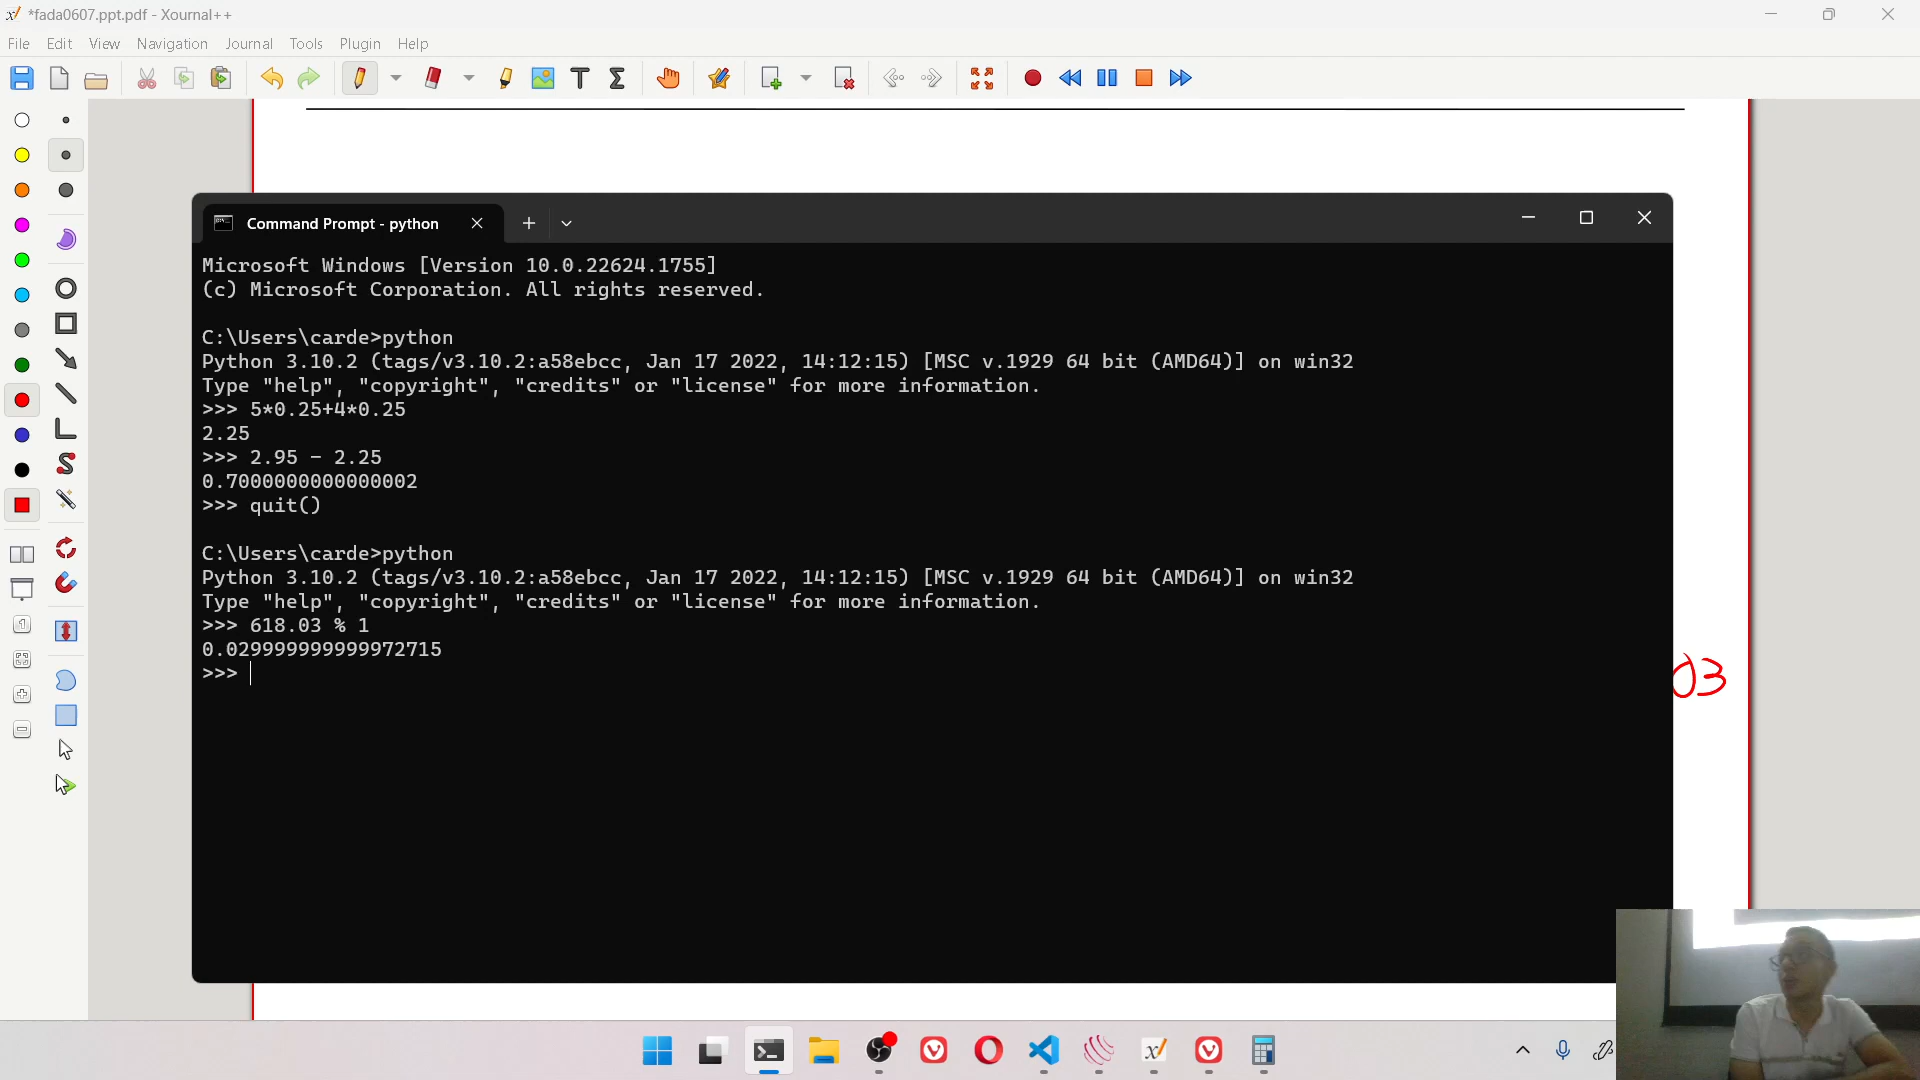 *fada0607.ppt.pdf - Xournal++
File Edit View Navigation Journal Tools Plugin Help
Command Prompt - python
Microsoft Windows [Version 10.0.22624.1755]
(c) Microsoft Corporation. All rights reserved.
C:\Users\carde>python
Python 3.10.2 (tags/v3.10.2:a58ebcc, Jan 17 2022, 14:12:15) [MSC v.1929 64 bit (AMD64)] on win32
Type "help", "copyright", "credits" or "license" for more information.
>>> 5*0.25+4*0.25
2.25
>>> 2.95 - 2.25
0.7000000000000002
>>> quit()
C:\Users\carde>python
Python 3.10.2 (tags/v3.10.2:a58ebcc, Jan 17 2022, 14:12:15) [MSC v.1929 64 bit (AMD64)] on win32
Type "help", "copyright", "credits" or "license" for more information.
>>> 618.03 % 1
0.029999999999972715
>>>
03